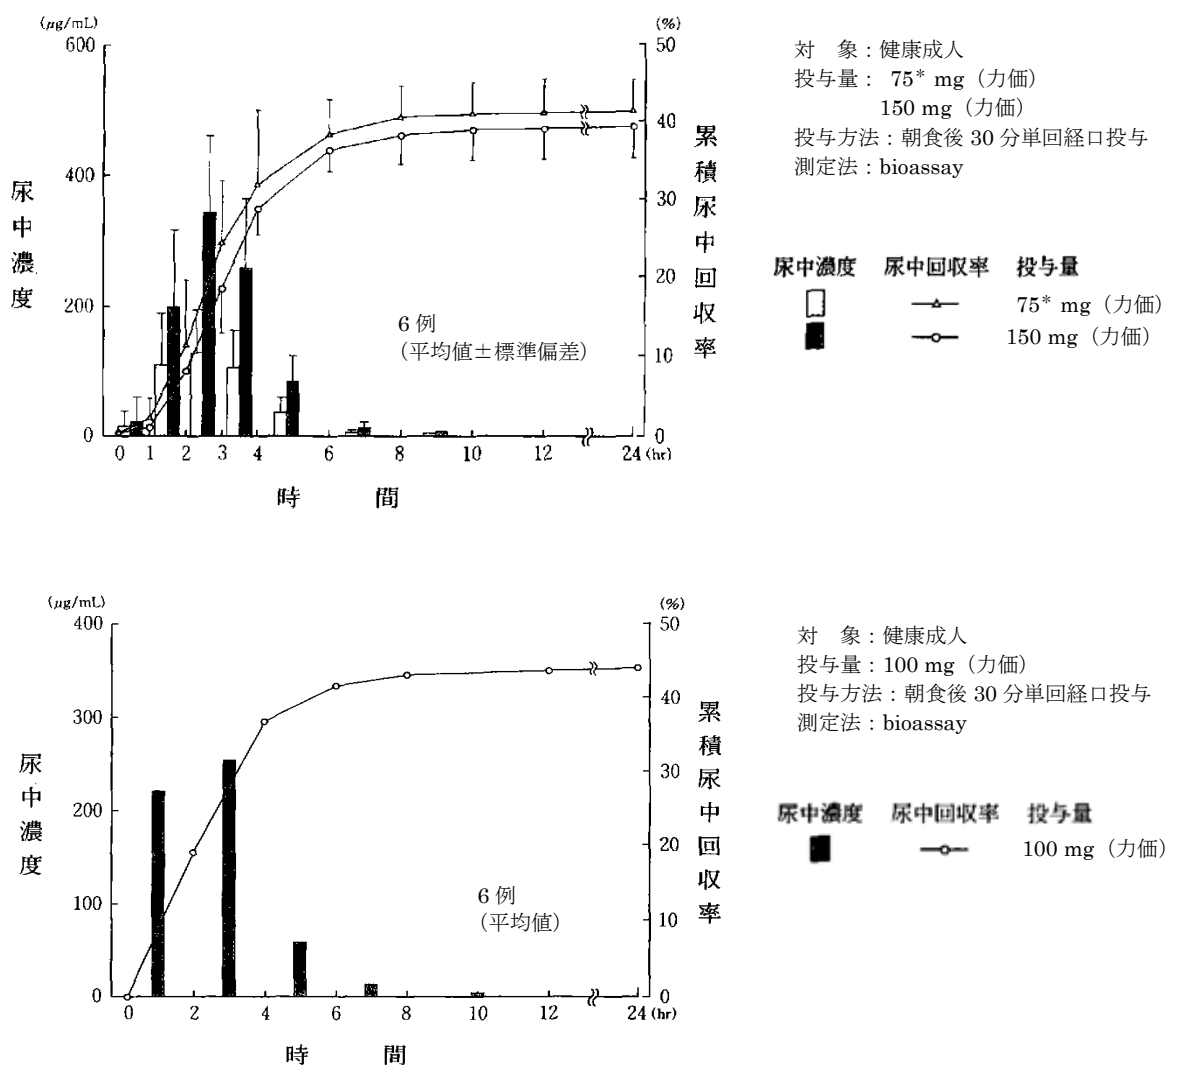 (μg/mL)
(%)
600
400
200
0
50
40
30
20
10
0
尿中濃度
累積尿中回収率
6 例
(平均値±標準偏差)
0 1 2 3 4 6 8 10 12 24 (hr)
時 間
対 象：健康成人
投与量： 75* mg（力価）
150 mg（力価）
投与方法：朝食後 30 分単回経口投与
測定法：bioassay
尿中濃度 尿中回収率 投与量
75* mg（力価）
150 mg（力価）
(μg/mL)
(%)
400
300
200
100
0
50
40
30
20
10
0
尿中濃度
累積尿中回収率
6 例
（平均値）
0 2 4 6 8 10 12 24 (hr)
時 間
対 象：健康成人
投与量：100 mg（力価）
投与方法：朝食後 30 分単回経口投与
測定法：bioassay
尿中濃度 尿中回収率 投与量
100 mg（力価）